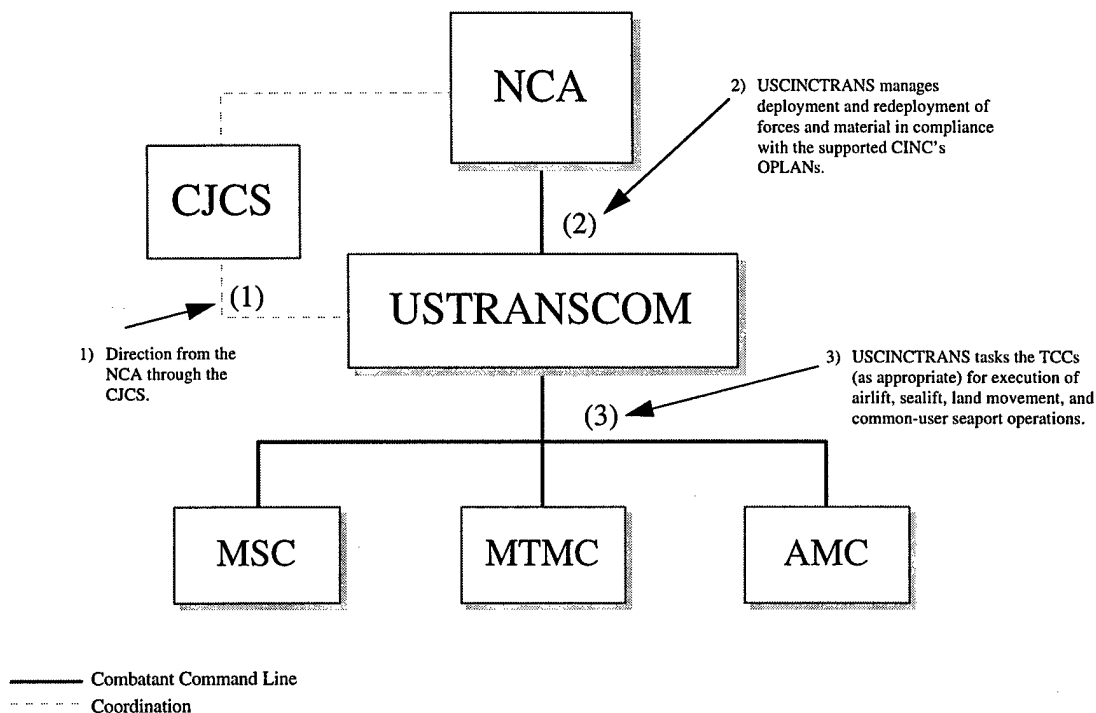 NCA
2) USCINCTRANS manages
deployment and redeployment of
forces and material in compliance
with the supported CINC's
OPLANs.
CJCS
(2)
USTRANSCOM
(1)
1) Direction from the
NCA through the
CJCS.
3) USCINCTRANS tasks the TCCs
(as appropriate) for execution of
airlift, sealift, land movement, and
common-user seaport operations.
(3)
MSC
MTMC
AMC
Combatant Command Line
Coordination